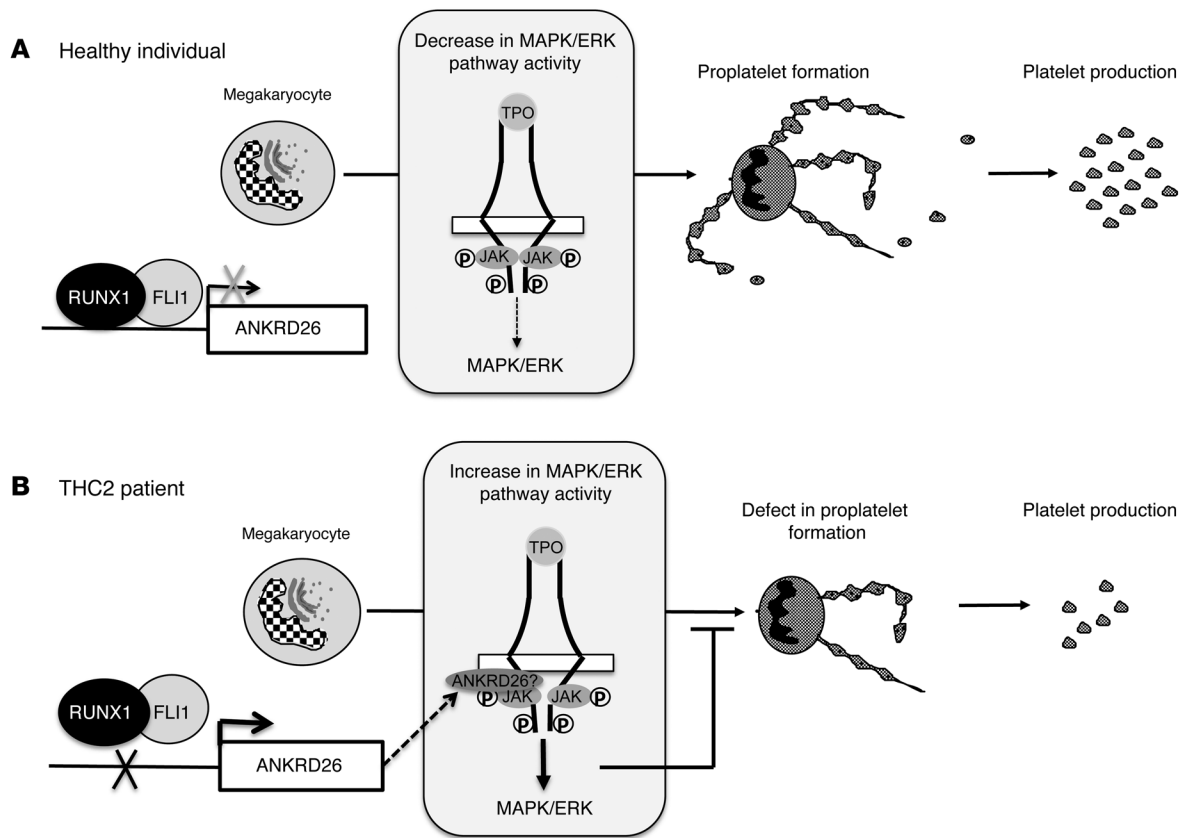 A Healthy individual
Decrease in MAPK/ERK
pathway activity
Proplatelet formation
Platelet production
Megakaryocyte
TPO
JAK JAK
P P
P P
RUNX1 FLI1
ANKRD26
MAPK/ERK
B THC2 patient
Increase in MAPK/ERK
pathway activity
Defect in proplatelet
formation
Platelet production
Megakaryocyte
TPO
ANKRD26?
P JAK JAK P
P P
RUNX1 FLI1
ANKRD26
MAPK/ERK